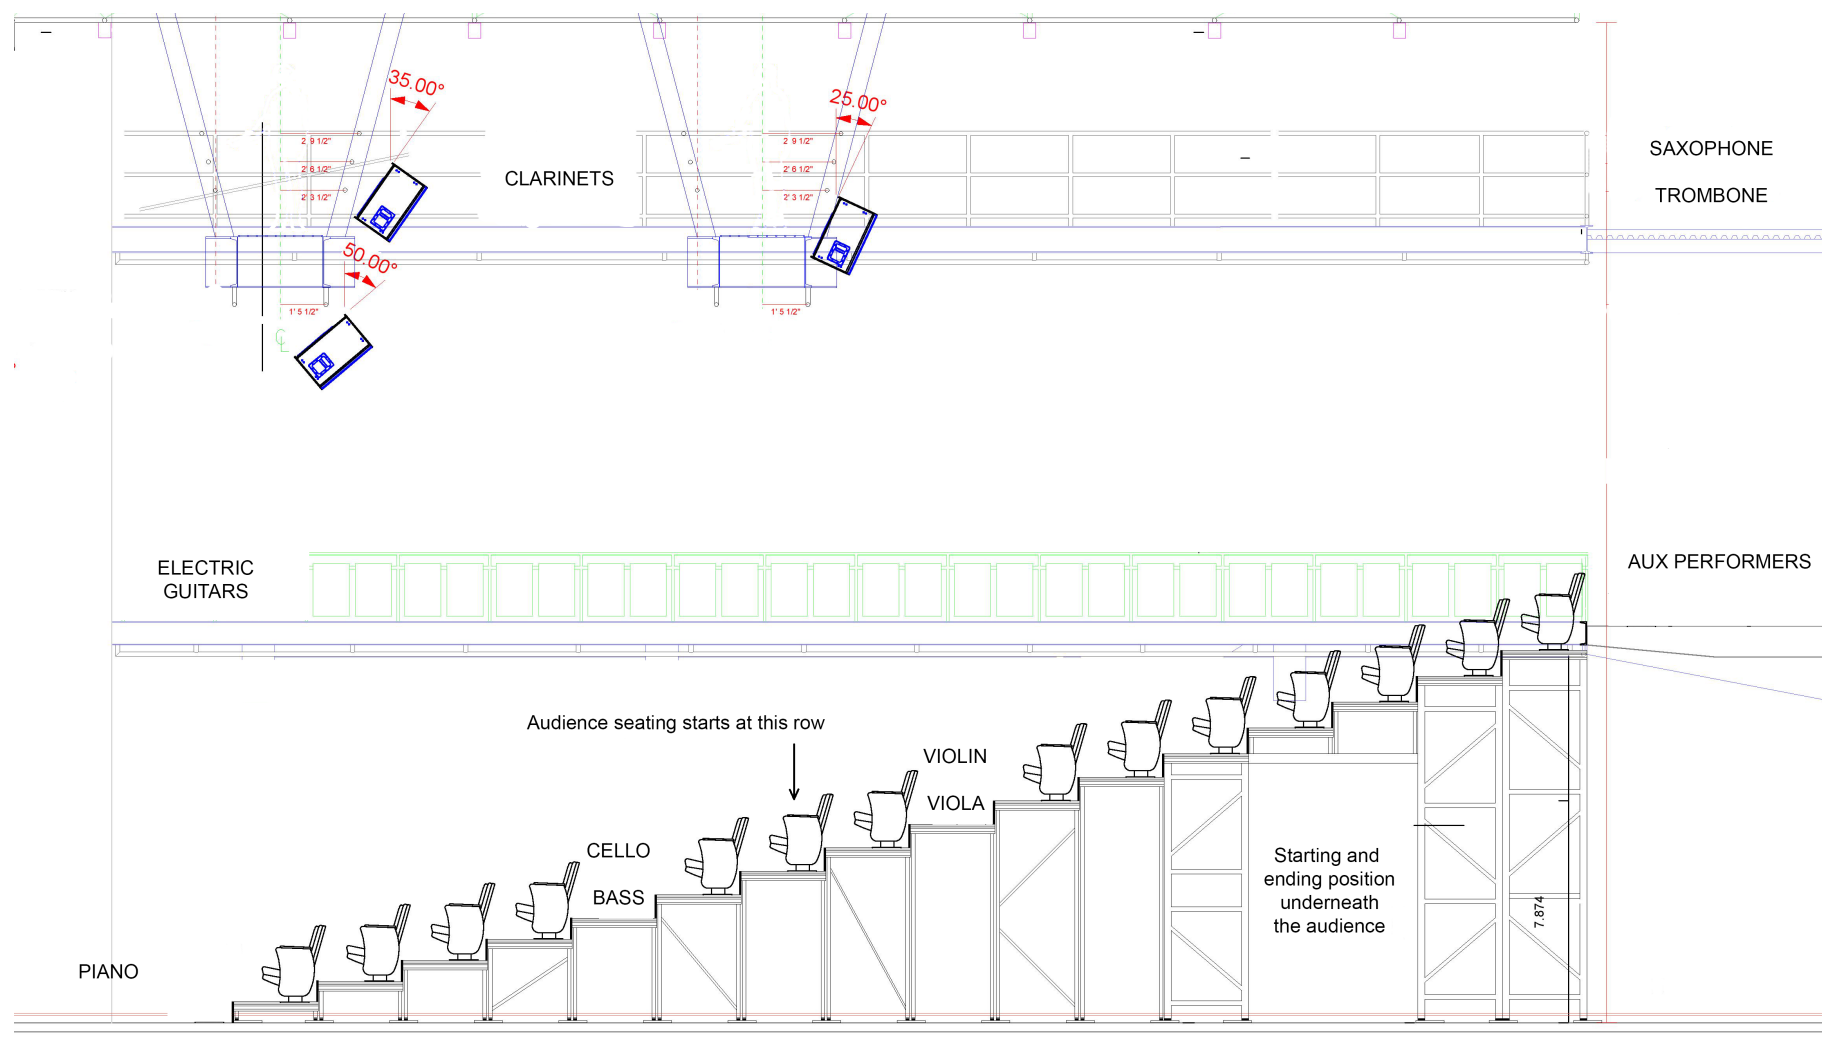 35.00°
25.00°
2' 9 1/2"
2' 9 1/2"
SAXOPHONE
2' 6 1/2"
2' 6 1/2"
CLARINETS
2' 3 1/2"
2' 3 1/2"
TROMBONE
50.00°
1' 5 1/2"
1' 5 1/2"
CL
ELECTRIC
GUITARS
AUX PERFORMERS
Audience seating starts at this row
VIOLIN
VIOLA
CELLO
BASS
Starting and
ending position
underneath
the audience
7.874
PIANO